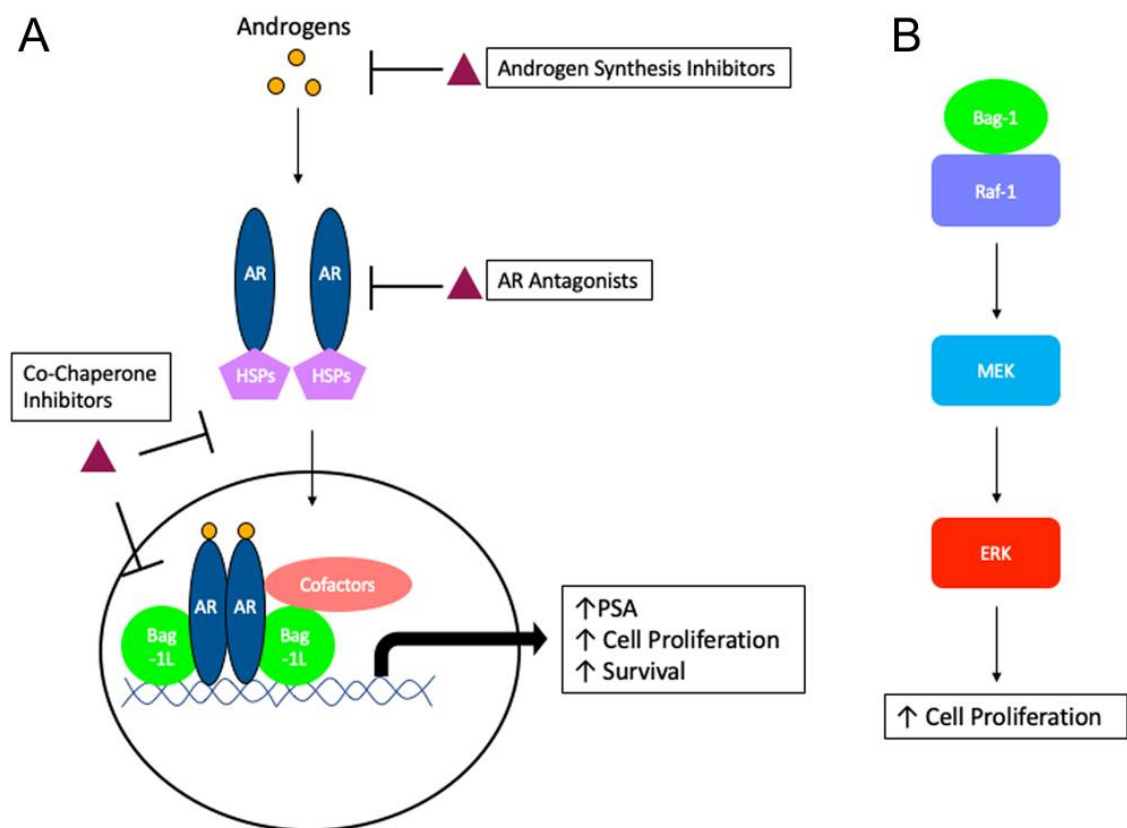 A
Androgens
Androgen Synthesis Inhibitors
AR
AR
AR Antagonists
HSPs
HSPs
Co-Chaperone
Inhibitors
AR
AR
Cofactors
Bag
-1L
Bag
-1L
↑PSA
↑ Cell Proliferation
↑ Survival
B
Bag-1
Raf-1
MEK
ERK
↑ Cell Proliferation